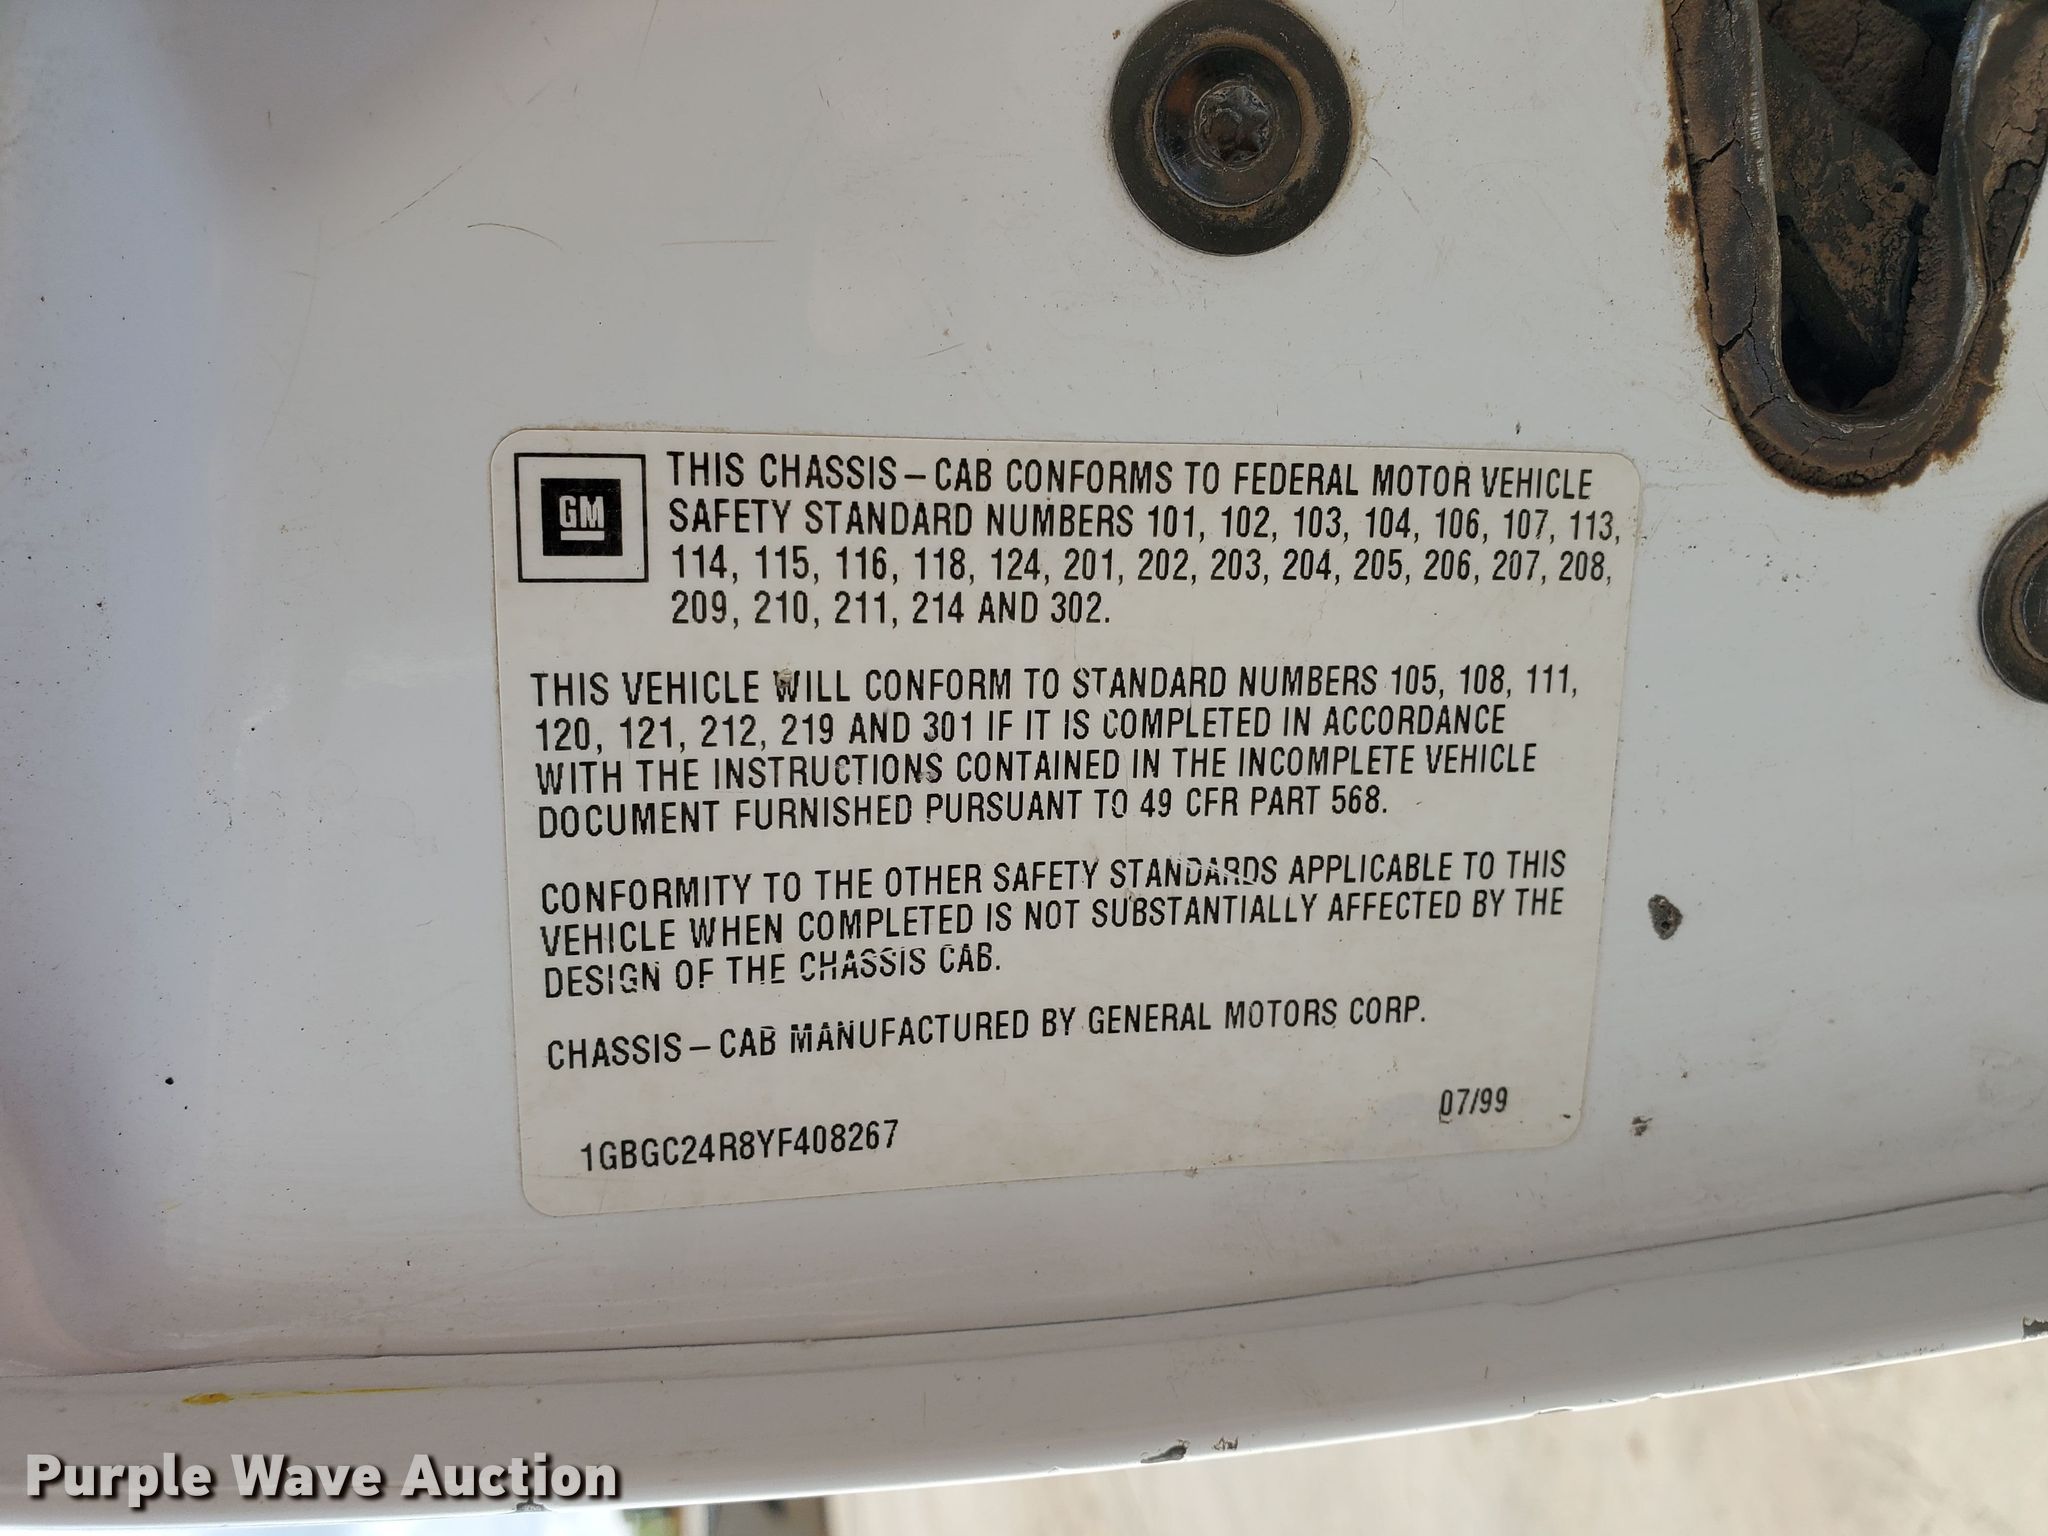 GM
THIS CHASSIS – CAB CONFORMS TO FEDERAL MOTOR VEHICLE
SAFETY STANDARD NUMBERS 101, 102, 103, 104, 106, 107, 113,
114, 115, 116, 118, 124, 201, 202, 203, 204, 205, 206, 207, 208,
209, 210, 211, 214 AND 302.
THIS VEHICLE WILL CONFORM TO STANDARD NUMBERS 105, 108, 111,
120, 121, 212, 219 AND 301 IF IT IS COMPLETED IN ACCORDANCE
WITH THE INSTRUCTIONS CONTAINED IN THE INCOMPLETE VEHICLE
DOCUMENT FURNISHED PURSUANT TO 49 CFR PART 568.
CONFORMITY TO THE OTHER SAFETY STANDARDS APPLICABLE TO THIS
VEHICLE WHEN COMPLETED IS NOT SUBSTANTIALLY AFFECTED BY THE
DESIGN OF THE CHASSIS CAB.
CHASSIS – CAB MANUFACTURED BY GENERAL MOTORS CORP.
07/99
1GBGC24R8YF408267
Purple Wave Auction